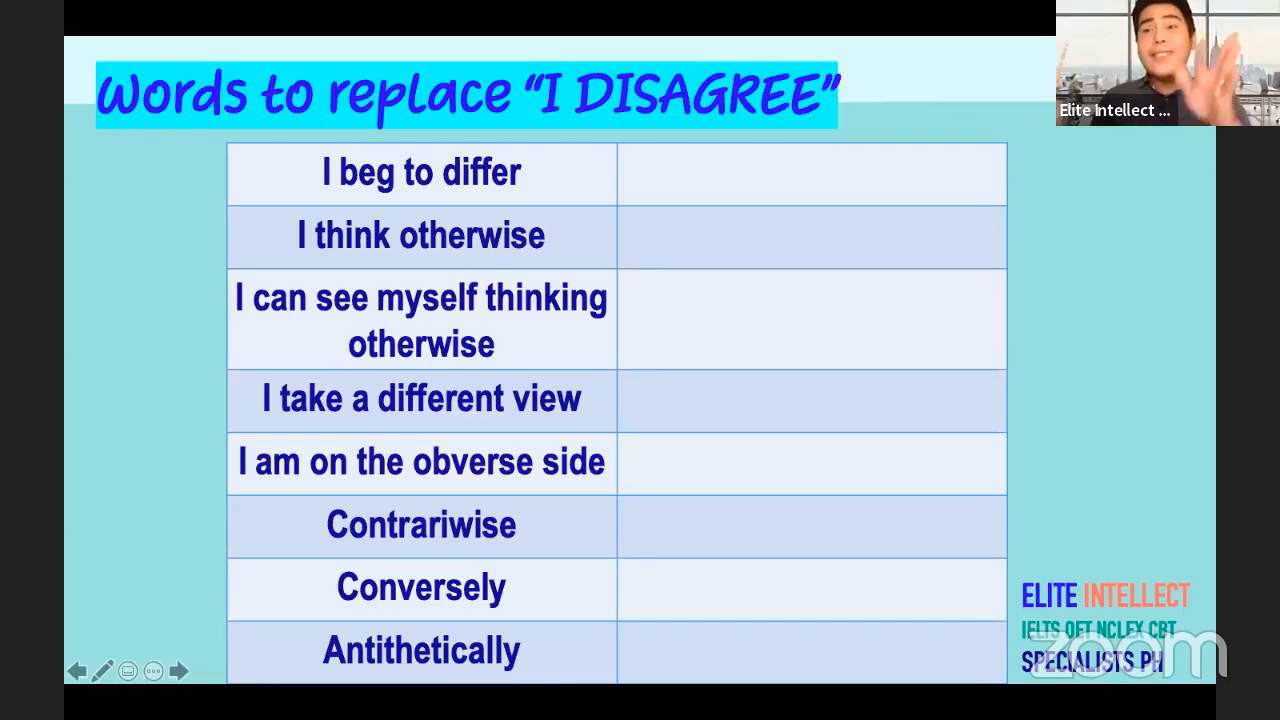 Words to replace “I DISAGREE”
Elite Intellect ...
I beg to differ
I think otherwise
I can see myself thinking
otherwise
I take a different view
I am on the obverse side
Contrariwise
Conversely
Antithetically
ELITE INTELLECT
IELTS OET NCLEX CBT
SPECIALISTS PH
zoom